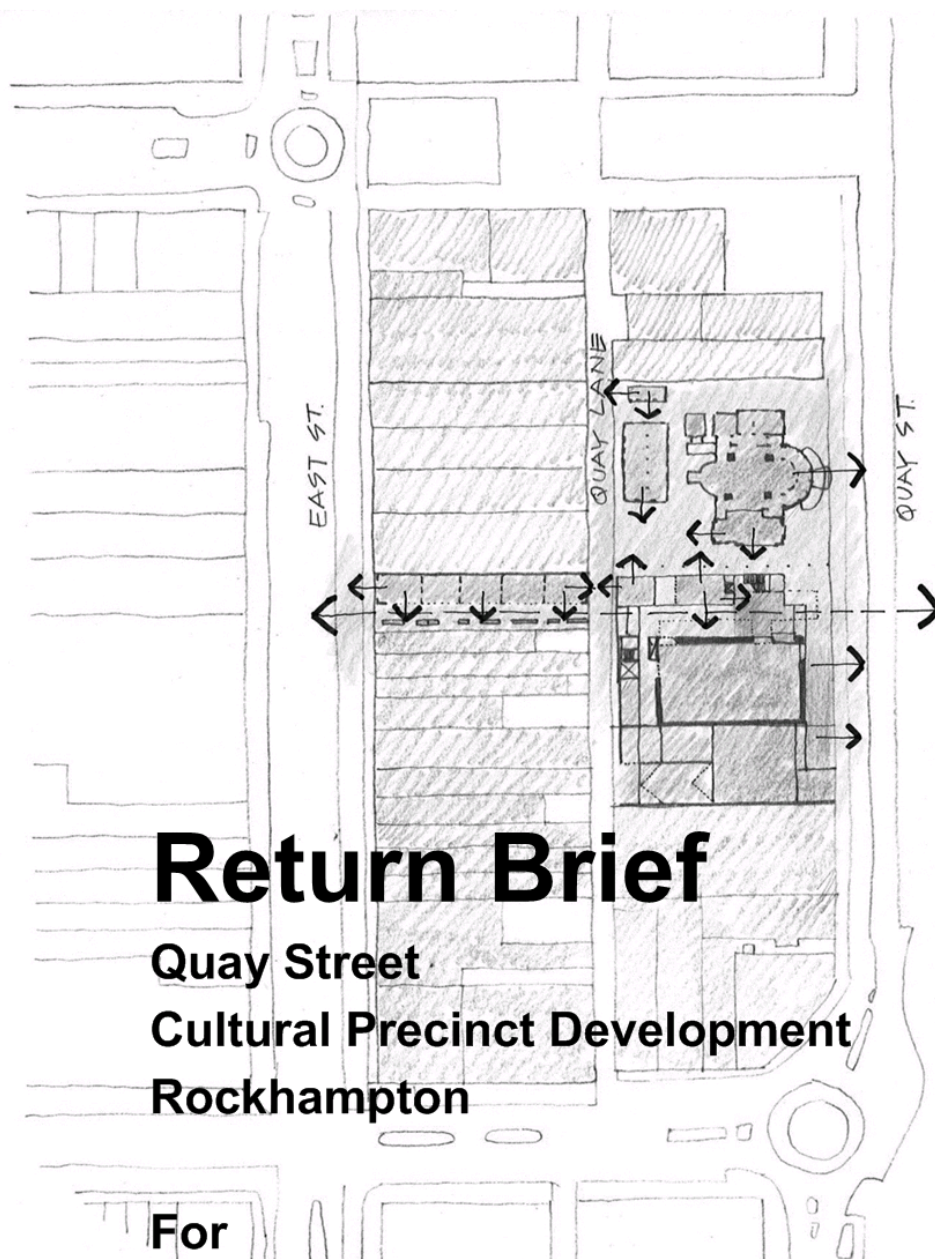 EAST ST.
QUAY LANE
QUAY ST.
Return Brief
Quay Street
Cultural Precinct Development
Rockhampton
For